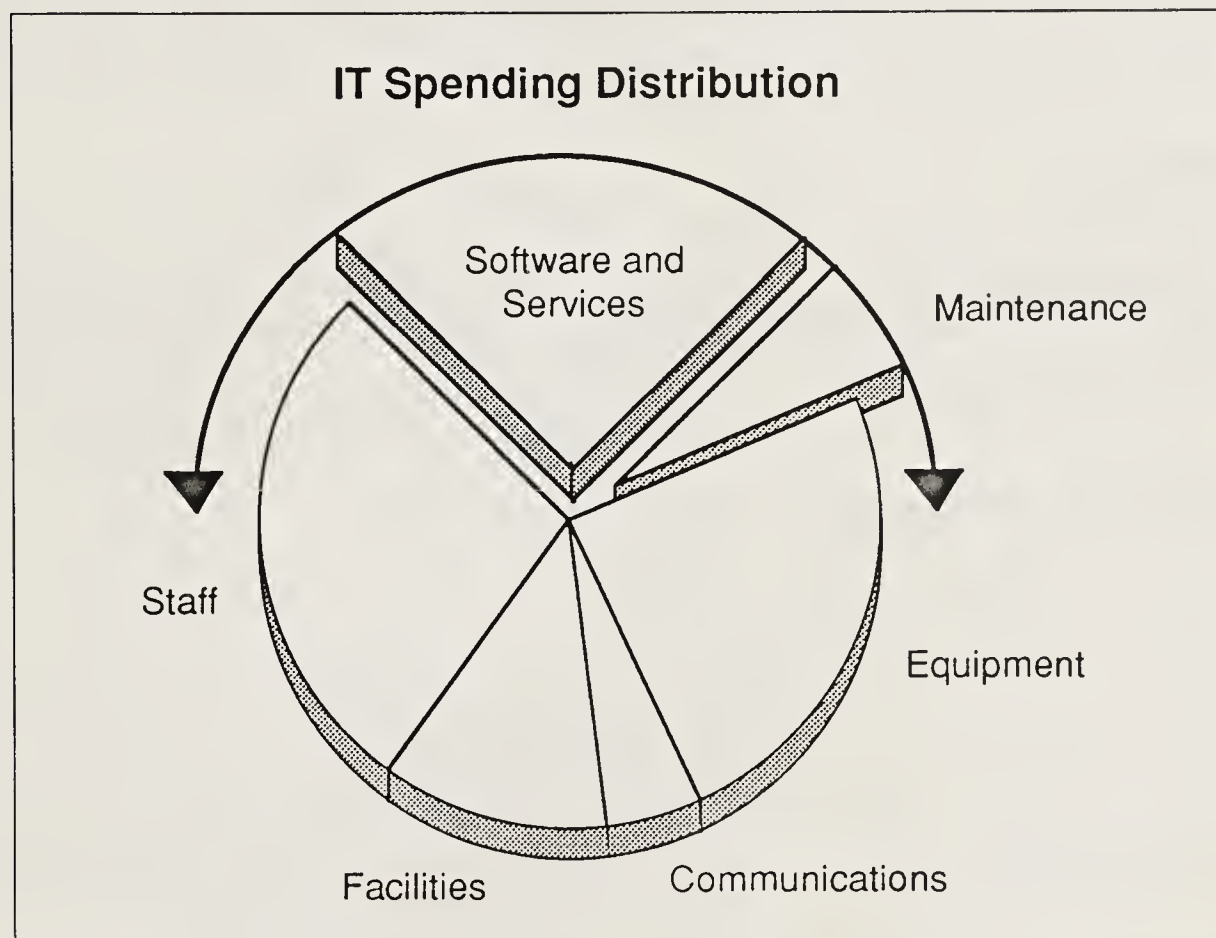 IT Spending Distribution
Software and
Services
Maintenance
Staff
Equipment
Facilities
Communications